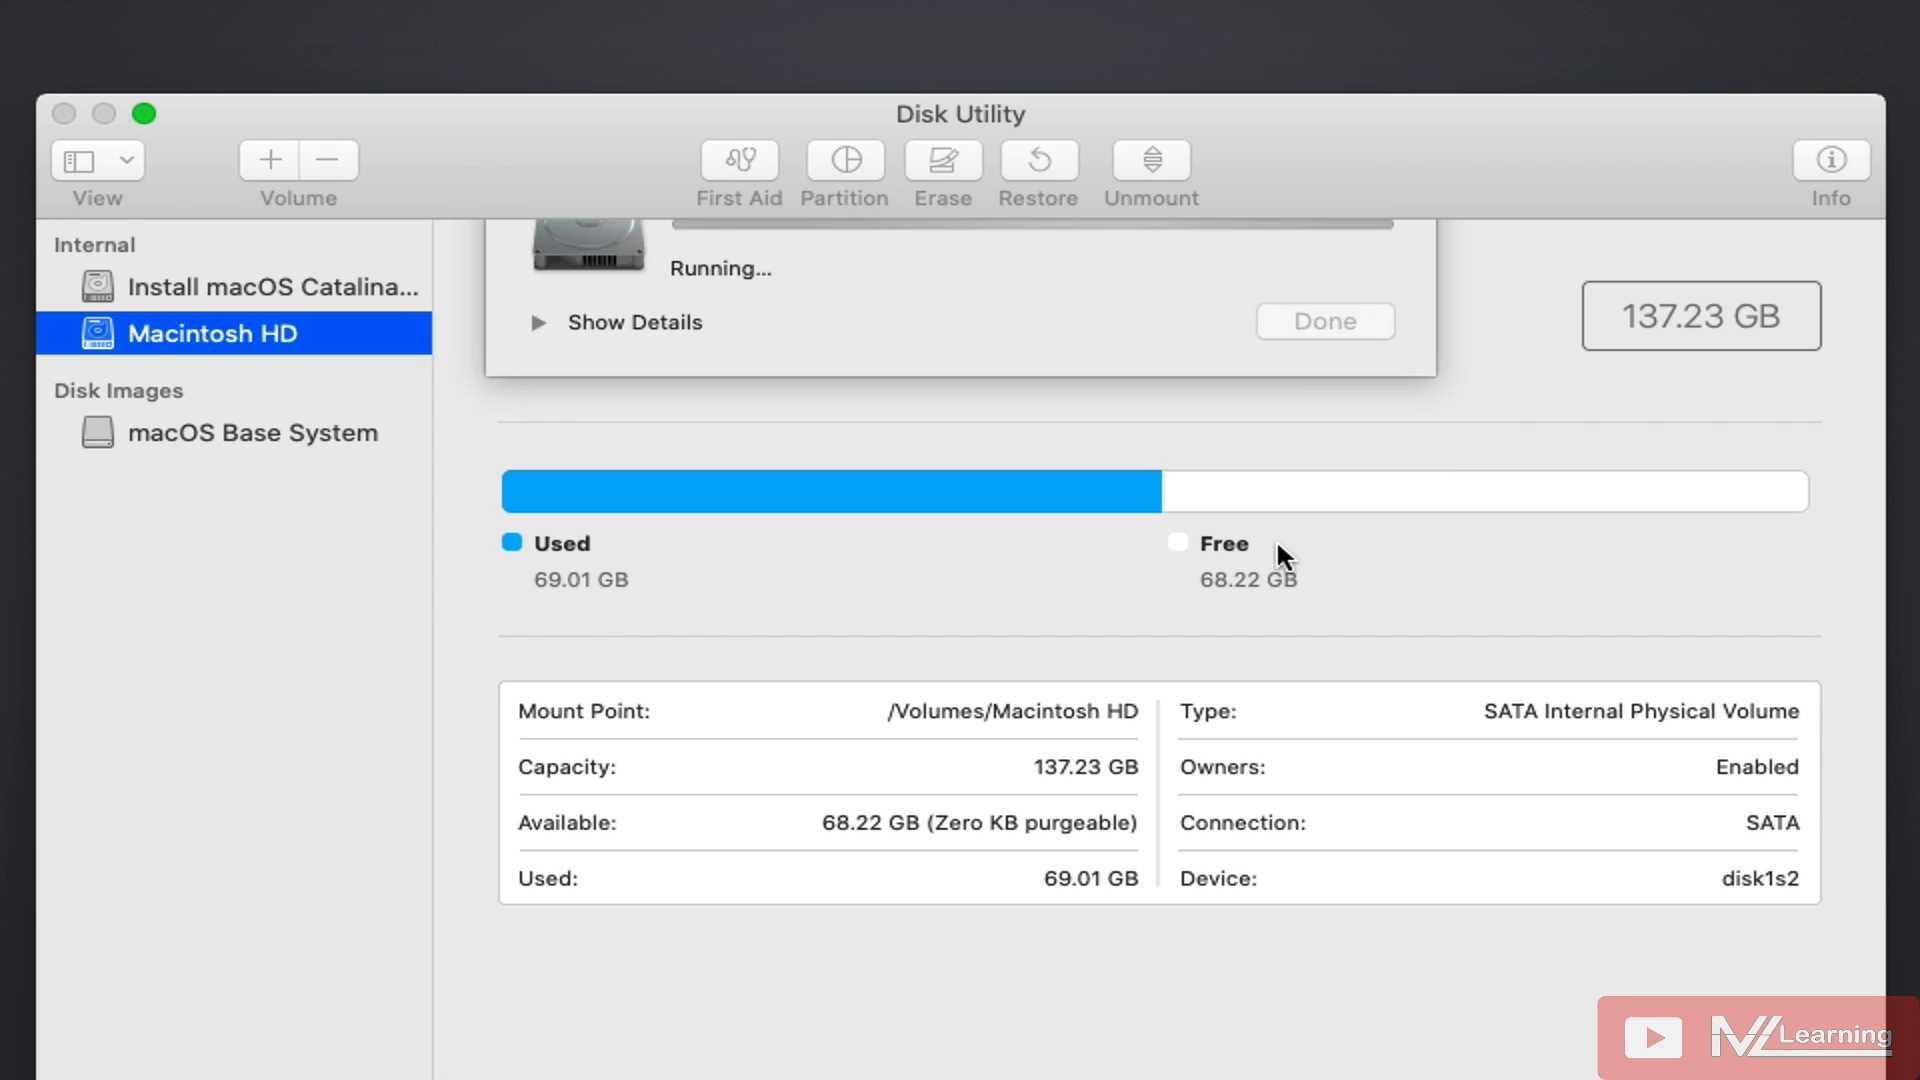 Disk Utility
View
Volume
First Aid
Partition
Erase
Restore
Unmount
Info
Internal
Install macOS Catalina...
Macintosh HD
Disk Images
macOS Base System
Running...
Show Details
Done
137.23 GB
Used
69.01 GB
Free
68.22 GB
Mount Point: /Volumes/Macintosh HD
Capacity: 137.23 GB
Available: 68.22 GB (Zero KB purgeable)
Used: 69.01 GB
Type: SATA Internal Physical Volume
Owners: Enabled
Connection: SATA
Device: disk1s2
Learning